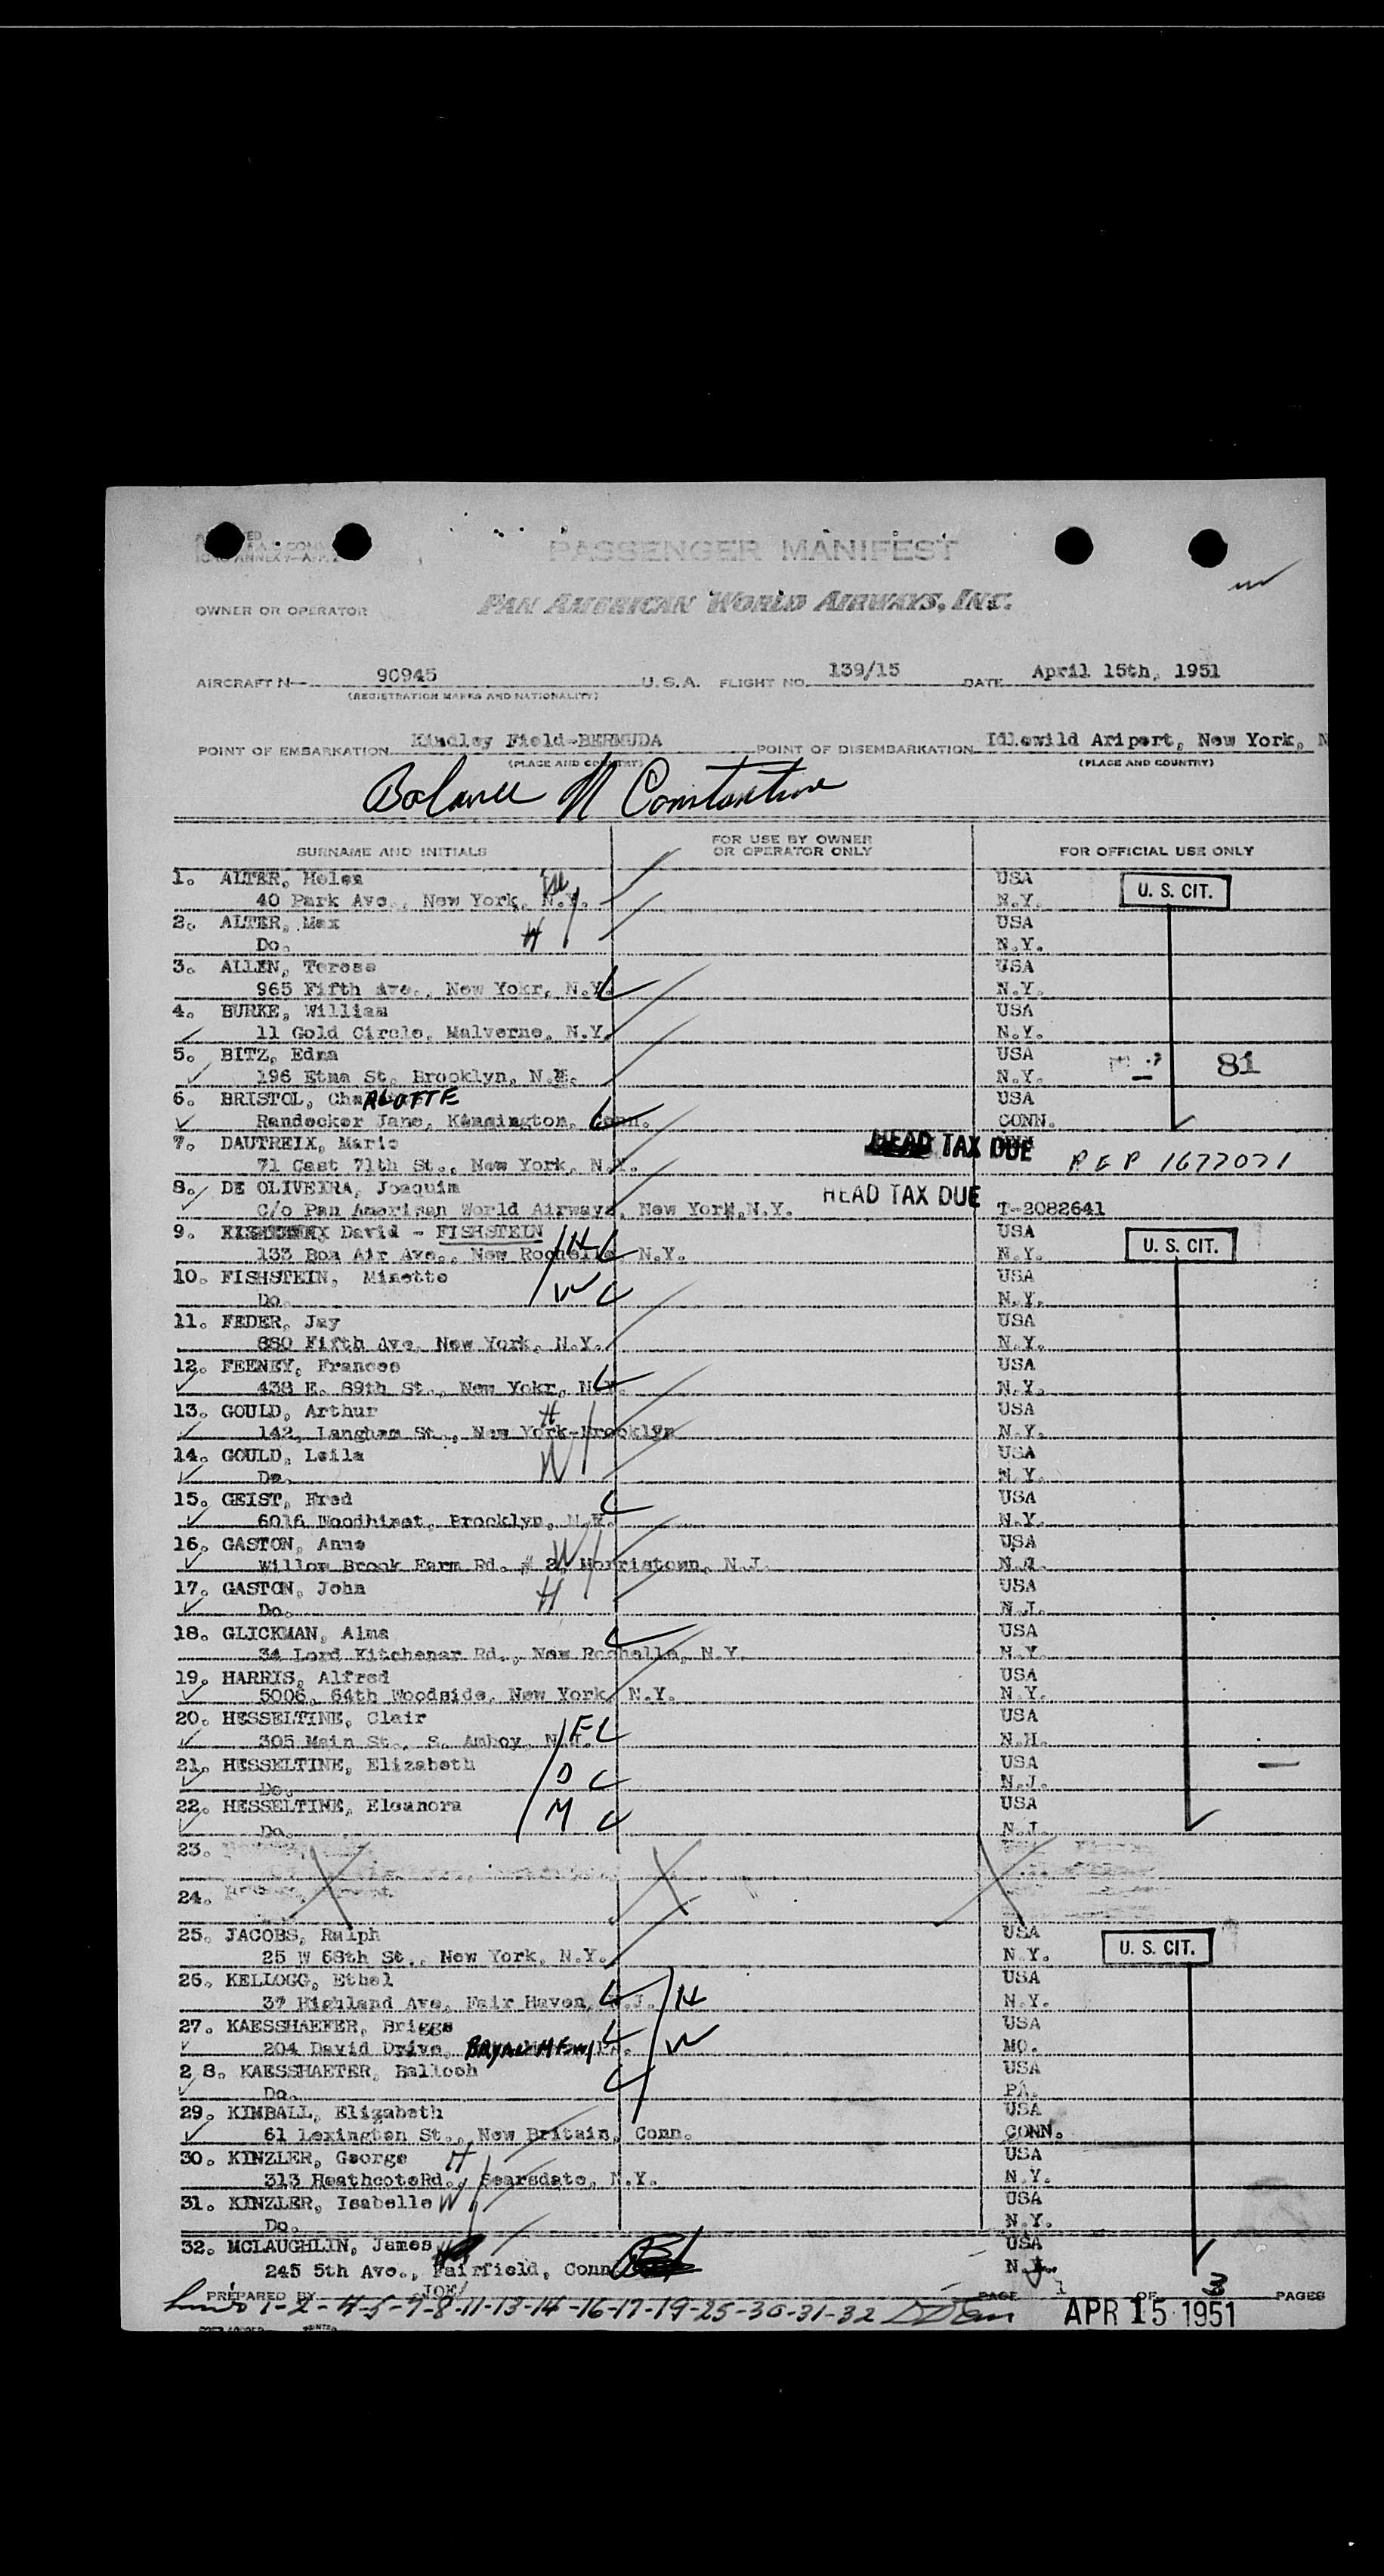 PASSENGER MANIFEST
OWNER OR OPERATOR PAN AMERICAN WORLD AIRWAYS, INC.
AIRCRAFT N- 90945 U.S.A. FLIGHT NO. 139/15 DATE April 15th, 1951
(REGISTRATION MARKS AND NATIONALITY)
POINT OF EMBARKATION Kindley Field-BERMUDA POINT OF DISEMBARKATION Idlewild Aripert, New York, N
(PLACE AND COUNTRY) (PLACE AND COUNTRY)
Balance N Constantine
SURNAME AND INITIALS FOR USE BY OWNER OR OPERATOR ONLY FOR OFFICIAL USE ONLY
1. ALTER, Helen USA U. S. CIT.
40 Park Ave., New York, N.Y. N.Y.
2. ALTER, Max USA
Do. H N.Y.
3. ALLEN, Terese USA
965 Fifth Ave., New Yokr, N.Y. N.Y.
4. BURKE, William USA
11 Gold Circle, Malverne, N.Y. N.Y.
5. BITZ, Edna USA 81
196 Etna St, Brooklyn, N.Y. N.Y.
6. BRISTOL, ChaRLOTTE USA
Randecker Jane, Kensington, Conn. CONN.
7. DAUTREIX, Marie HEAD TAX DUE
71 Cast 71th St., New York, N.Y. REP 1677071
8. DE OLIVEIRA, Joaquim HEAD TAX DUE
C/o Pan Amerisan World Airways, New York,N.Y. T-2082641
9. David - FISHSTEIN H C USA U. S. CIT.
133 Bon Air Ave., New Rochelle, N.Y. N.Y.
10. FISHSTEIN, Minette USA
Do W C N.Y.
11. FEDER, Jay USA
880 Fifth Ave, New York, N.Y. N.Y.
12. FEENEY, Frances USA
438 E. 89th St., New Yokr, N.Y. N.Y.
13. GOULD, Arthur H USA
142, Langham St., New York-Brooklyn N.Y.
14. GOULD, Leila W USA
Do. N.Y.
15. GEIST, Fred C USA
6016 Woodhirst, Brocklyn, N.Y. N.Y.
16. GASTON, Anne W USA
Willow Brook Farm Rd. # 2, Morristown, N.J. N.J.
17. GASTON, John H USA
Do. N.J.
18. GLICKMAN, Alma USA
34 Lord Kitchenar Rd., New Rochelle, N.Y. N.Y.
19. HARRIS, Alfred USA
5006, 64th Woodside, New York, N.Y. N.Y.
20. HESSELTINE, Clair F C USA
305 Main St., S. Amboy, N.J. N.H.
21. HESSELTINE, Elizabeth D C USA
Do. N.J.
22. HESSELTINE, Eleanora M C USA
Do. N.J.
23.
24.
25. JACOBS, Ralph USA U. S. CIT.
25 W 68th St., New York, N.Y. N.Y.
26. KELLOGG, Ethel USA
37 Highland Ave, Fair Haven, N.J. H N.Y.
27. KAESSHAEFER, Briggs USA
204 David Drive, PA. W MO.
28. KAESSHAETER, Balloch C USA
Do. PA.
29. KIMBALL, Elizabeth USA
61 Lexington St., New Britain, Conn. CONN.
30. KINZLER, George H USA
313 HeathcoteRd., Scarsdate, N.Y. N.Y.
31. KINZLER, Isabelle W USA
Do. N.Y.
32. MCLAUGHLIN, James USA
245 5th Ave., Fairfield, Conn
PREPARED BY JOE/ PAGE 1 OF 3 PAGES
1-2-4-5-7-8-11-13-14-16-17-19-25-30-31-32 APR 15 1951